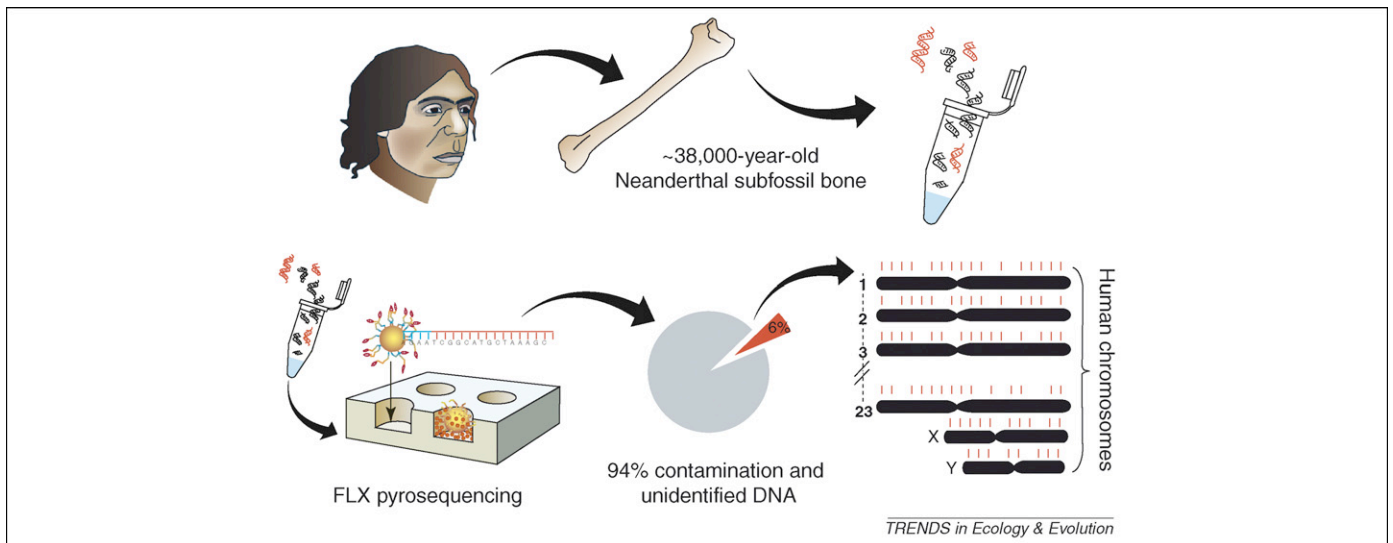 ~38,000-year-old
Neanderthal subfossil bone
GAATCGGCATGCTAAAGC
FLX pyrosequencing
6%
94% contamination and
unidentified DNA
1
2
3
23
X
Y
Human chromosomes
TRENDS in Ecology & Evolution